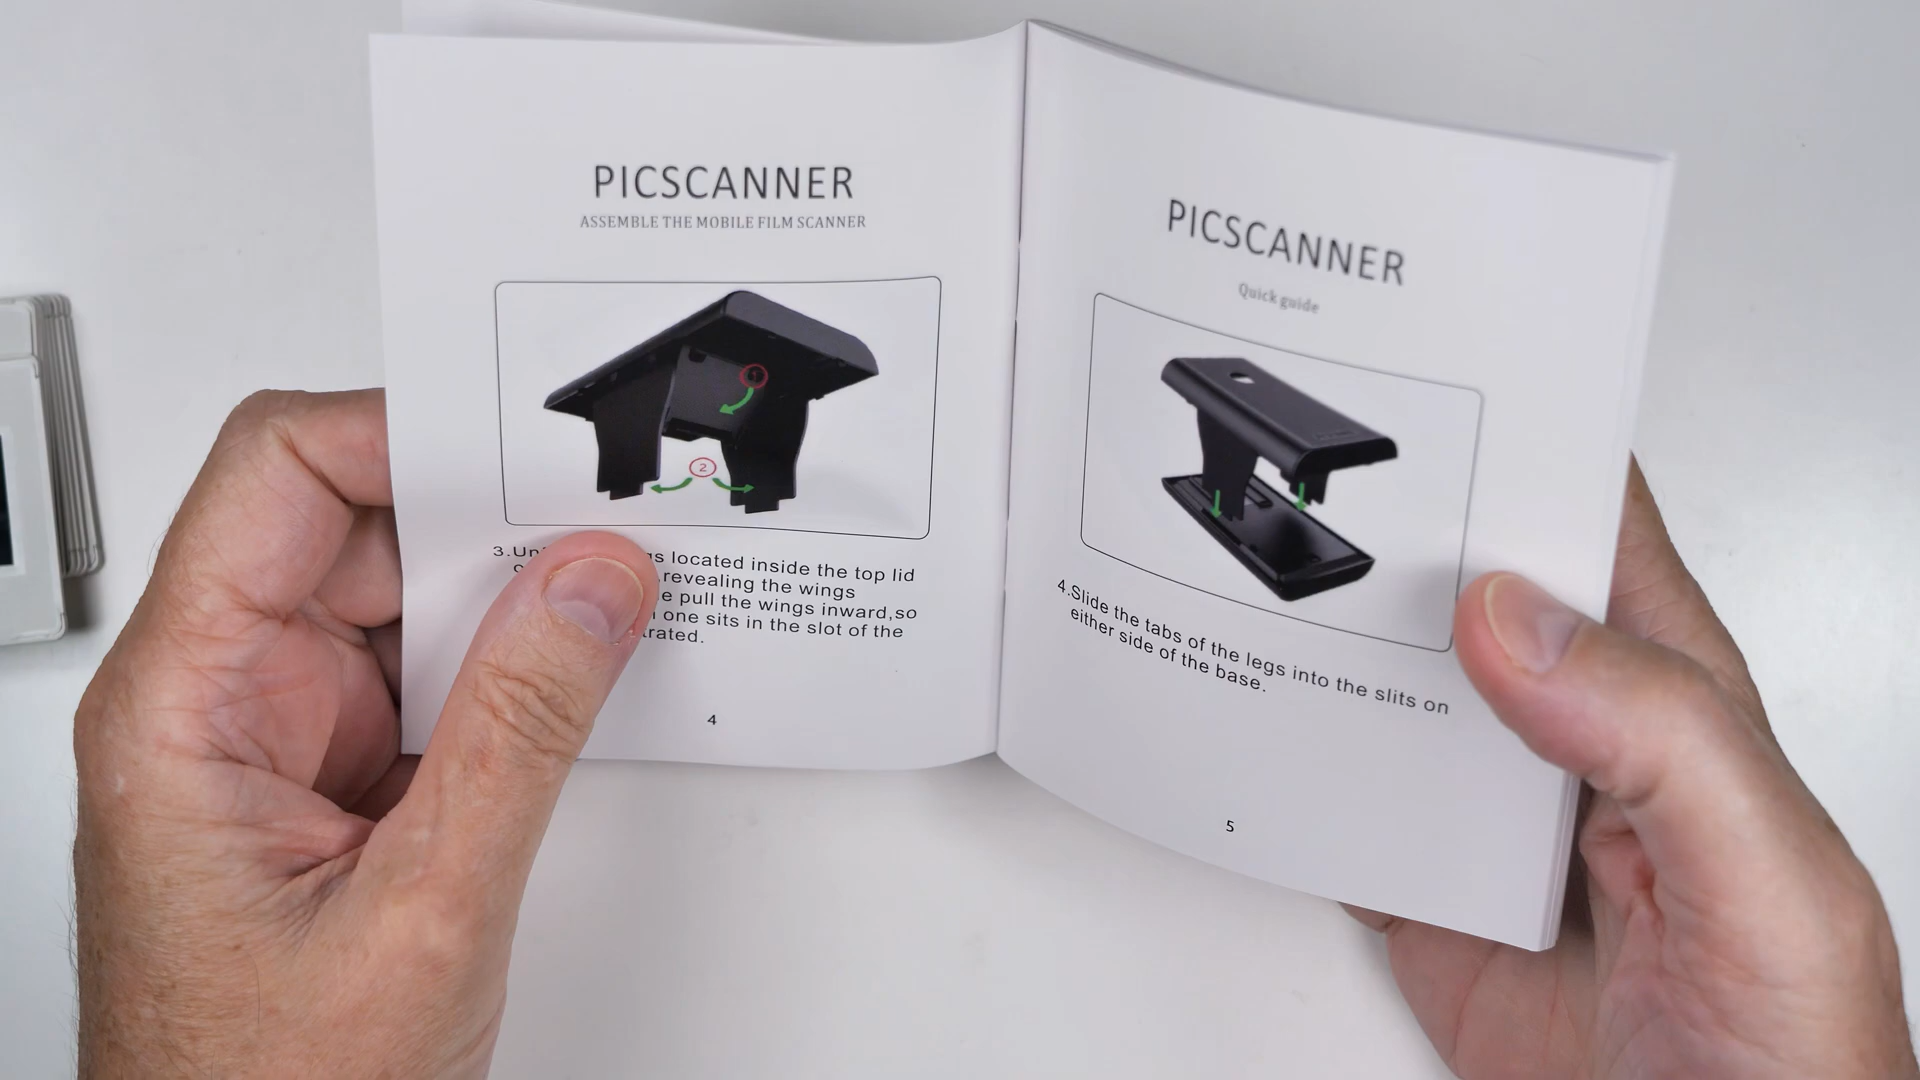 PICSCANNER
ASSEMBLE THE MOBILE FILM SCANNER
1
2
3. located inside the top lid
,revealing the wings
pull the wings inward,so
one sits in the slot of the
4
PICSCANNER
Quick guide
4.Slide the tabs of the legs into the slits on
either side of the base.
5